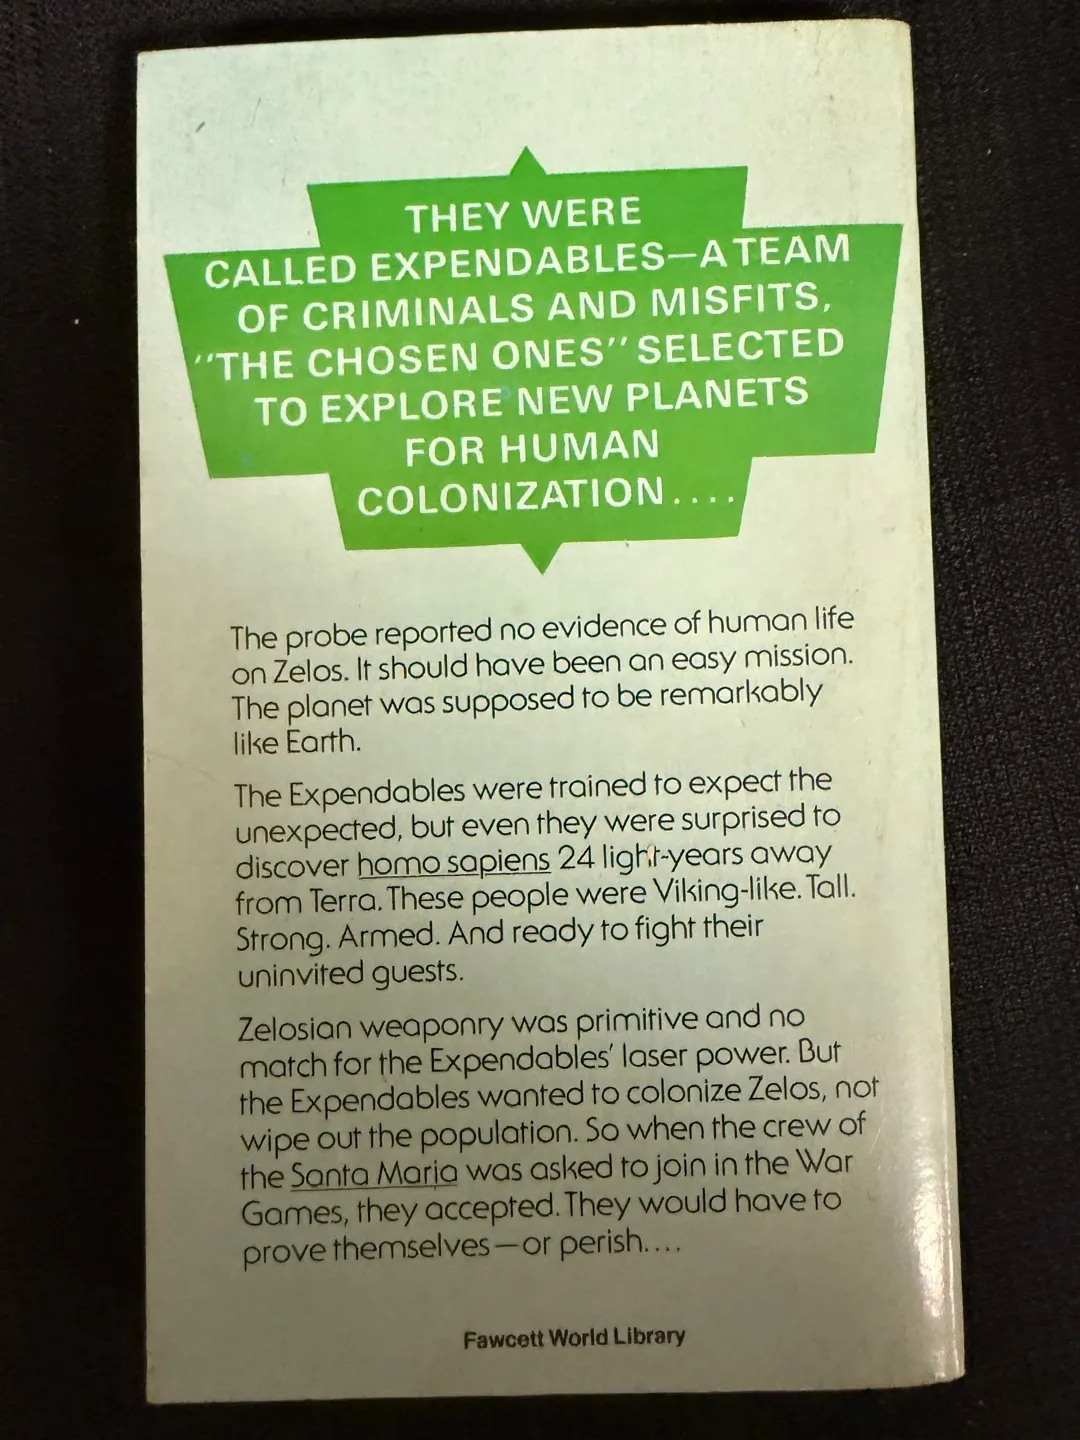 THEY WERE
CALLED EXPENDABLES—A TEAM
OF CRIMINALS AND MISFITS,
"THE CHOSEN ONES" SELECTED
TO EXPLORE NEW PLANETS
FOR HUMAN
COLONIZATION....
The probe reported no evidence of human life
on Zelos. It should have been an easy mission.
The planet was supposed to be remarkably
like Earth.
The Expendables were trained to expect the
unexpected, but even they were surprised to
discover homo sapiens 24 light-years away
from Terra. These people were Viking-like. Tall.
Strong. Armed. And ready to fight their
uninvited guests.
Zelosian weaponry was primitive and no
match for the Expendables' laser power. But
the Expendables wanted to colonize Zelos, not
wipe out the population. So when the crew of
the Santa Maria was asked to join in the War
Games, they accepted. They would have to
prove themselves—or perish....
Fawcett World Library